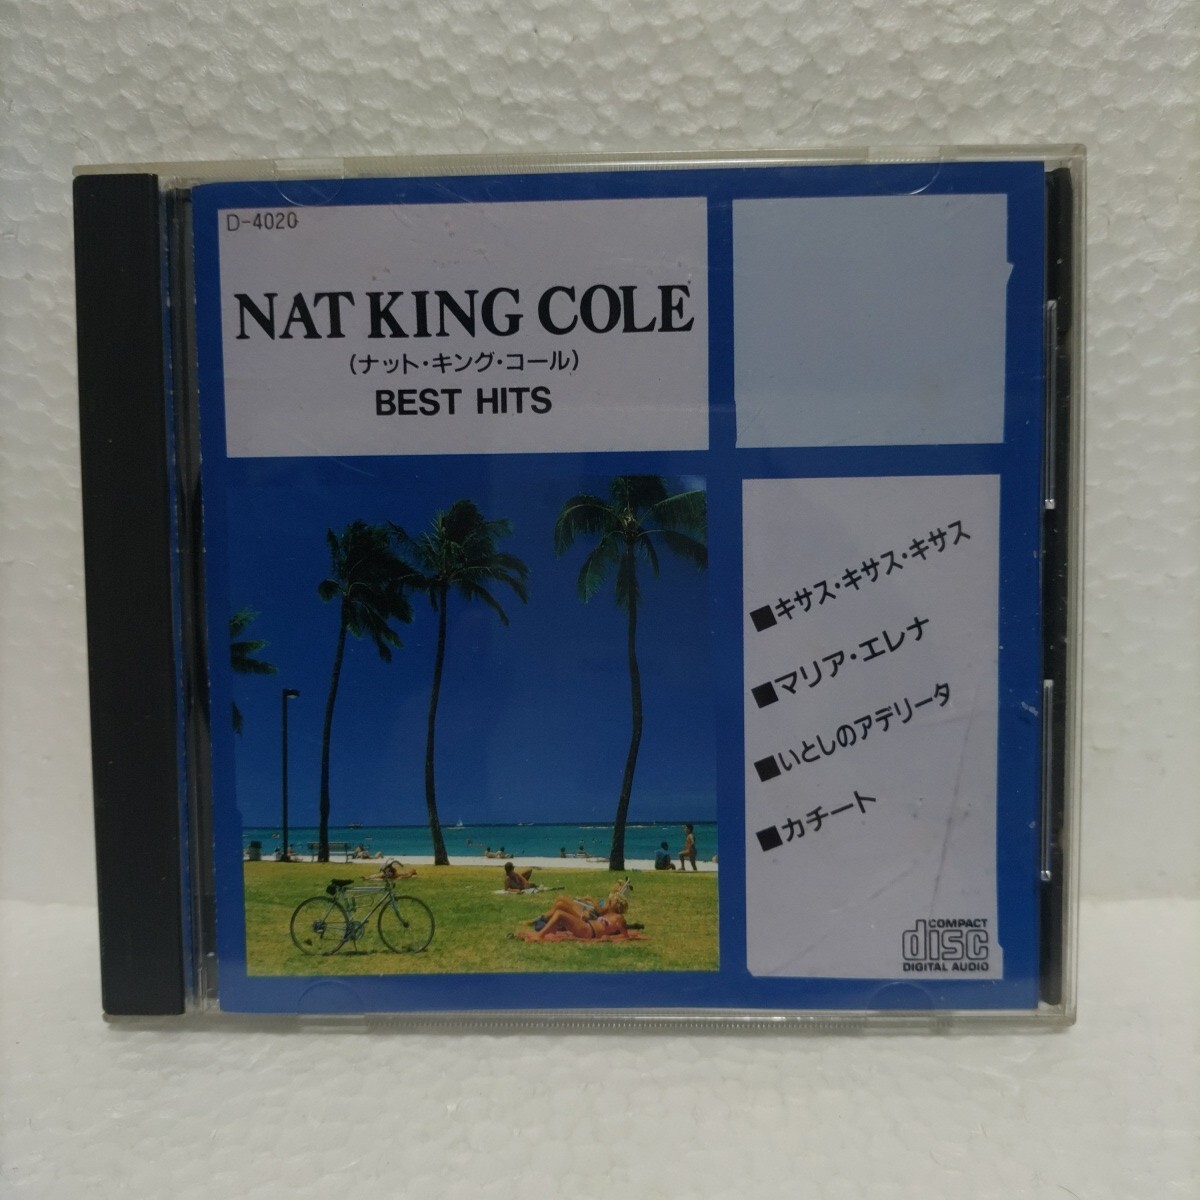 D-4020
NAT KING COLE
(ナット・キング・コール)
BEST HITS
■キサス・キサス・キサス
■マリア・エレナ
■いとしのアデリータ
■カチート
COMPACT
disc
DIGITAL AUDIO